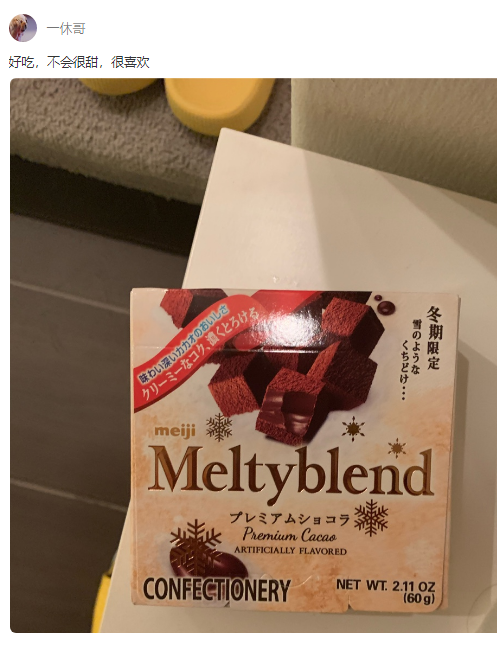 一休哥
好吃，不会很甜，很喜欢
冬期限定
雪のような
くちどけ…
味わい深いカカオのおいしさ
クリーミーなコク、濃くとろける
meiji
Meltyblend
プレミアムショコラ
Premium Cacao
ARTIFICIALLY FLAVORED
CONFECTIONERY
NET WT. 2.11 OZ
(60g)